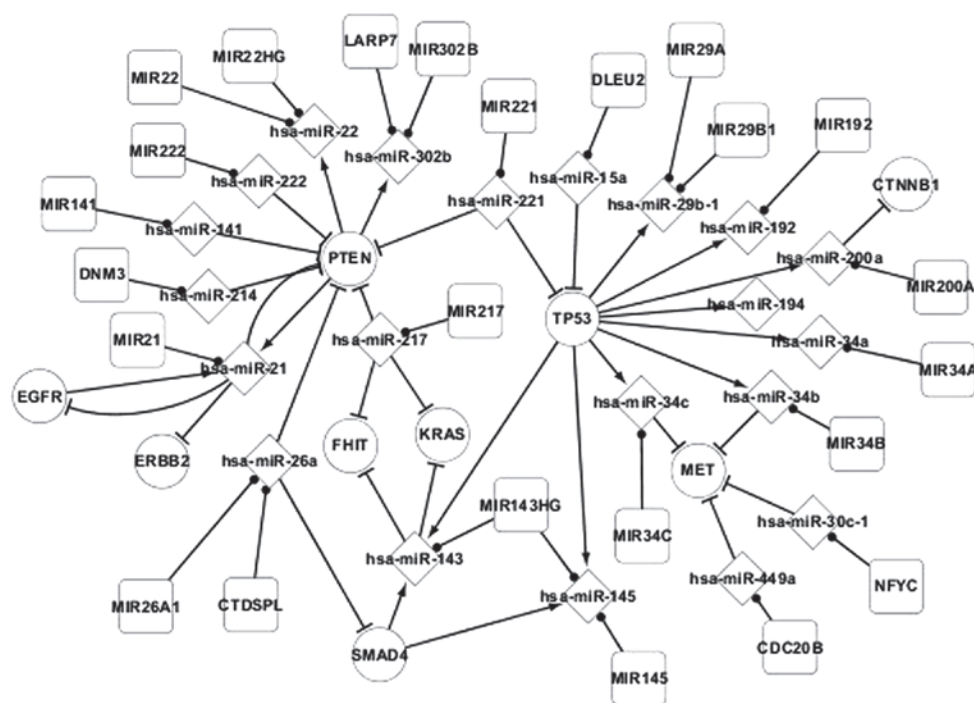 LARP7
MIR302B
MIR29A
MIR22HG
MIR22
DLEU2
MIR221
MIR29B1
MIR192
hsa-miR-22
MIR222
hsa-miR-302b
hsa-miR-222
hsa-miR-15a
CTNNB1
MIR141
hsa-miR-221
hsa-miR-29b-1
hsa-miR-141
hsa-miR-192
PTEN
hsa-miR-200a
DNM3
hsa-miR-214
MIR200A
hsa-miR-194
MIR217
TP53
MIR21
hsa-miR-217
hsa-miR-34a
hsa-miR-21
MIR34A
EGFR
hsa-miR-34c
hsa-miR-34b
KRAS
FHIT
MIR34B
ERBB2
hsa-miR-26a
MET
MIR143HG
hsa-miR-30c-1
MIR34C
hsa-miR-143
hsa-miR-449a
NFYC
hsa-miR-145
MIR26A1
CTDSPL
SMAD4
CDC20B
MIR145